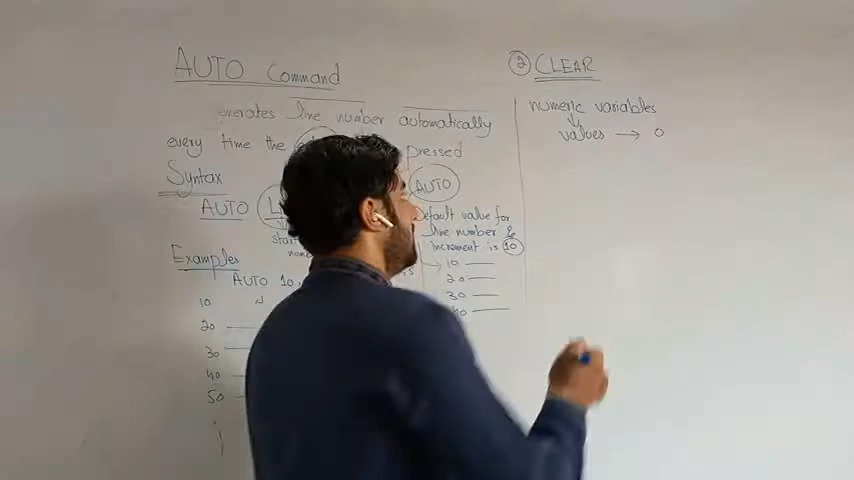 AUTO Command
enerates line number automatically
every time the pressed
Syntax
AUTO
AUTO
Default value for
line number &
increment is 10
10
20
30
40
Examples
AUTO 10,
10
20
30
40
50
② CLEAR
numeric variables
values → 0